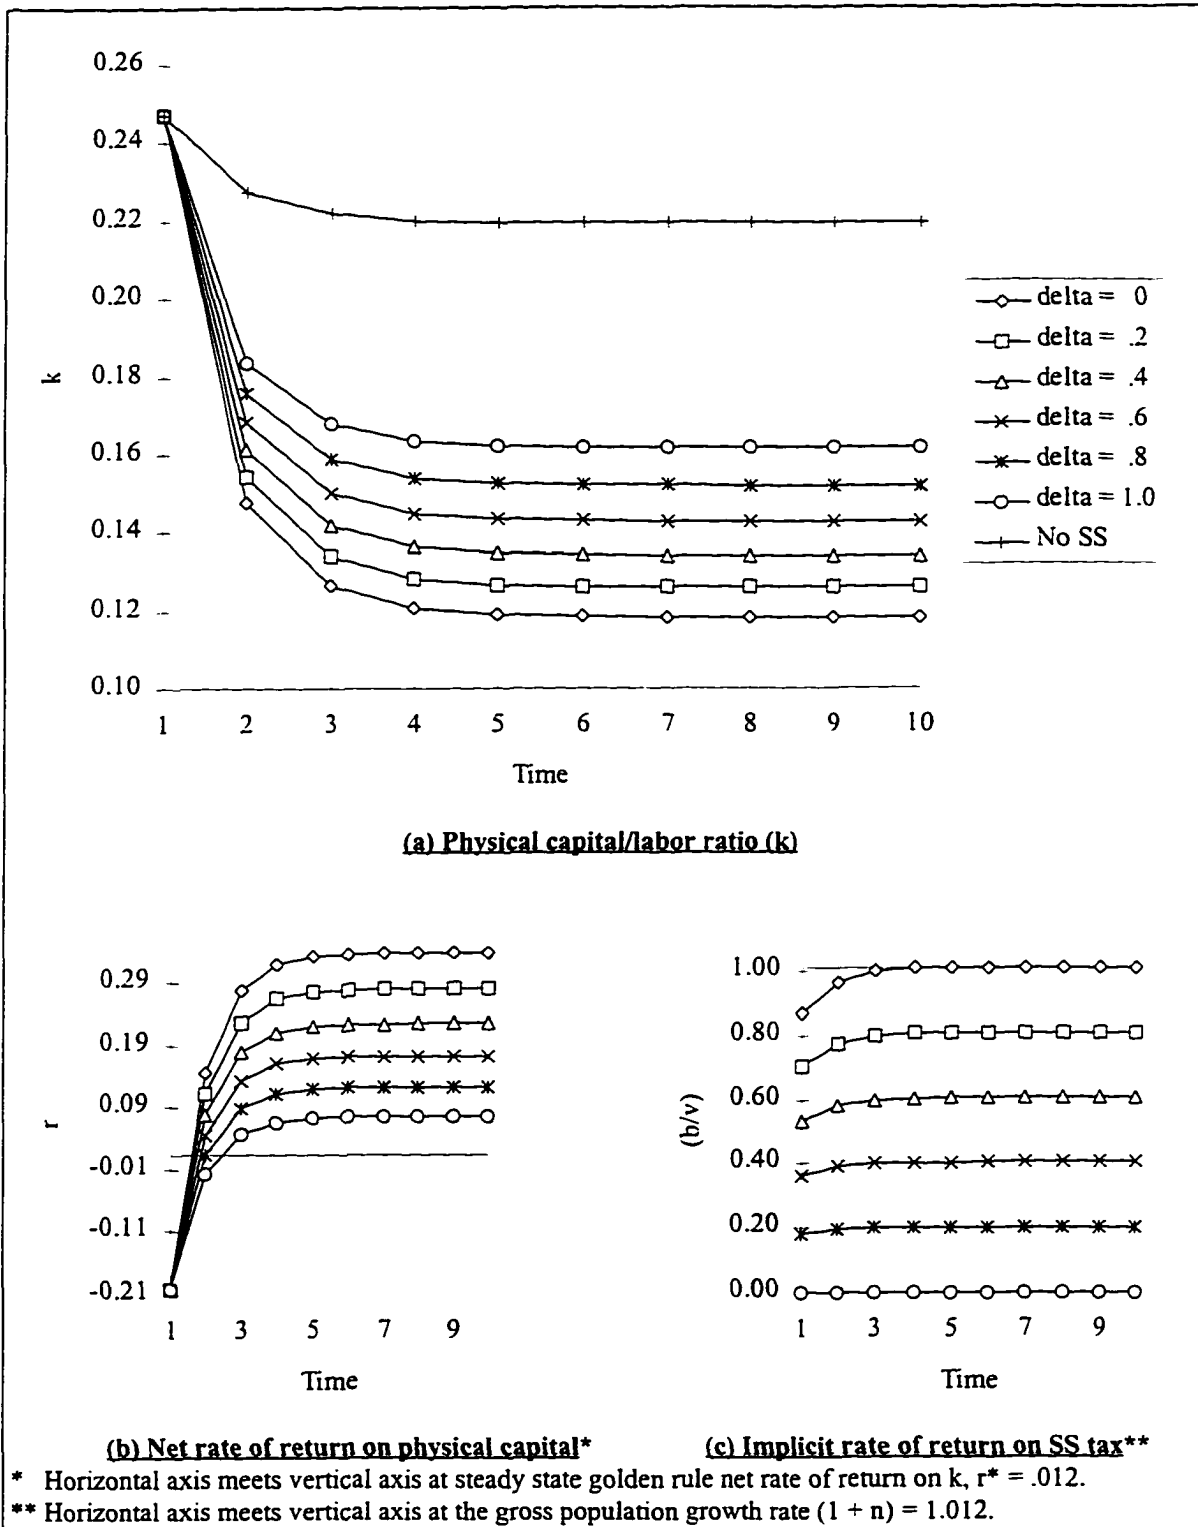 0.26
0.24
0.22
0.20
0.18
0.16
0.14
0.12
0.10
k
1 2 3 4 5 6 7 8 9 10
Time
delta = 0
delta = .2
delta = .4
delta = .6
delta = .8
delta = 1.0
No SS
(a) Physical capital/labor ratio (k)
0.29
0.19
0.09
-0.01
-0.11
-0.21
r
1 3 5 7 9
Time
1.00
0.80
0.60
0.40
0.20
0.00
(b/v)
1 3 5 7 9
Time
(b) Net rate of return on physical capital*
(c) Implicit rate of return on SS tax**
* Horizontal axis meets vertical axis at steady state golden rule net rate of return on k, r* = .012.
** Horizontal axis meets vertical axis at the gross population growth rate (1 + n) = 1.012.